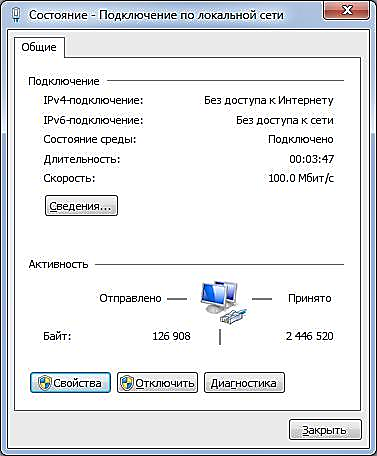 Состояние - Подключение по локальной сети
Общие
Подключение
IPv4-подключение: Без доступа к Интернету
IPv6-подключение: Без доступа к сети
Состояние среды: Подключено
Длительность: 00:03:47
Скорость: 100.0 Мбит/с
Сведения...
Активность
Отправлено — — Принято
Байт: 126 908 | 2 446 520
Свойства Отключить Диагностика
Закрыть